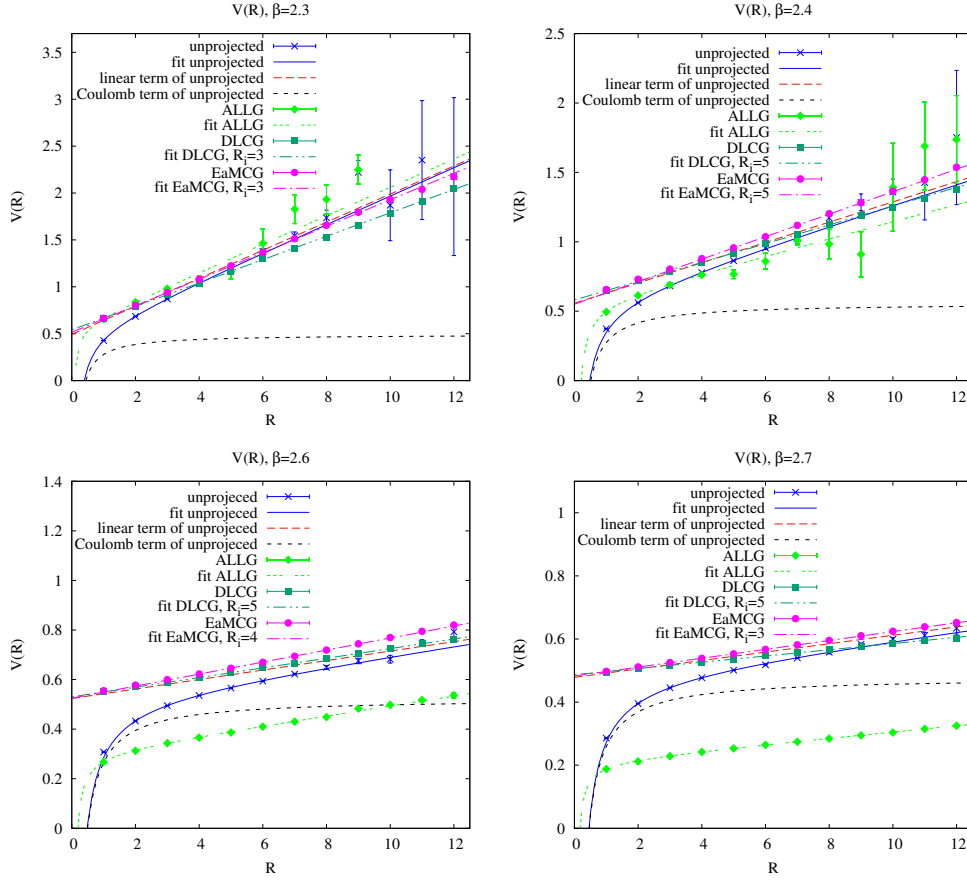 V(R), β=2.3
V(R)
3.5
3
2.5
2
1.5
1
0.5
0
unprojected
fit unprojected
linear term of unprojected
Coulomb term of unprojected
ALLG
fit ALLG
DLCG
fit DLCG, R_i=3
EaMCG
fit EaMCG, R_i=3
0 2 4 6 8 10 12
R
V(R), β=2.4
V(R)
2.5
2
1.5
1
0.5
0
unprojected
fit unprojected
linear term of unprojected
Coulomb term of unprojected
ALLG
fit ALLG
DLCG
fit DLCG, R_i=5
EaMCG
fit EaMCG, R_i=5
0 2 4 6 8 10 12
R
V(R), β=2.6
V(R)
1.4
1.2
1
0.8
0.6
0.4
0.2
0
unprojeced
fit unprojeced
linear term of unprojeced
Coulomb term of unprojeced
ALLG
fit ALLG
DLCG
fit DLCG, R_i=5
EaMCG
fit EaMCG, R_i=4
0 2 4 6 8 10 12
R
V(R), β=2.7
V(R)
1
0.8
0.6
0.4
0.2
0
unprojected
fit unprojected
linear term of unprojected
Coulomb term of unprojected
ALLG
fit ALLG
DLCG
fit DLCG, R_i=5
EaMCG
fit EaMCG, R_i=3
0 2 4 6 8 10 12
R